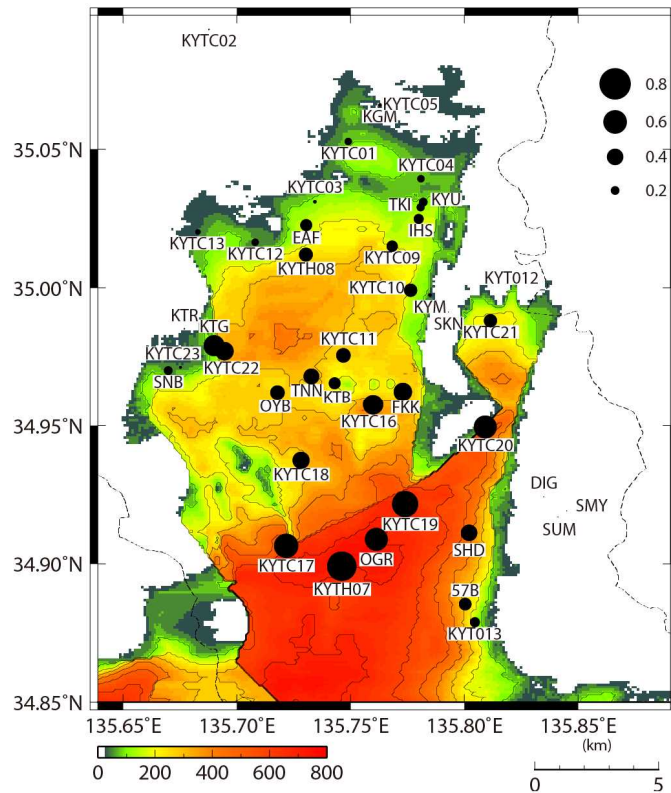 KYTC02
0.8
KYTC05
KGM
0.6
35.05°N
KYTC01
KYTC04
0.4
KYTC03
TKI
KYU
0.2
KYTC13
KYTC12
EAF
IHS
KYTH08
KYTC09
35.00°N
KYTC10
KYT012
KTR
KTG
KYM
SKN
KYTC21
KYTC11
KYTC23
KYTC22
SNB
TNN
KTB
OYB
KYTC16
FKK
34.95°N
KYTC20
KYTC18
DIG
SMY
KYTC19
SUM
34.90°N
KYTC17
OGR
SHD
KYTH07
57B
KYT013
34.85°N
135.65°E
135.70°E
135.75°E
135.80°E
135.85°E
(km)
0
200
400
600
800
0
5